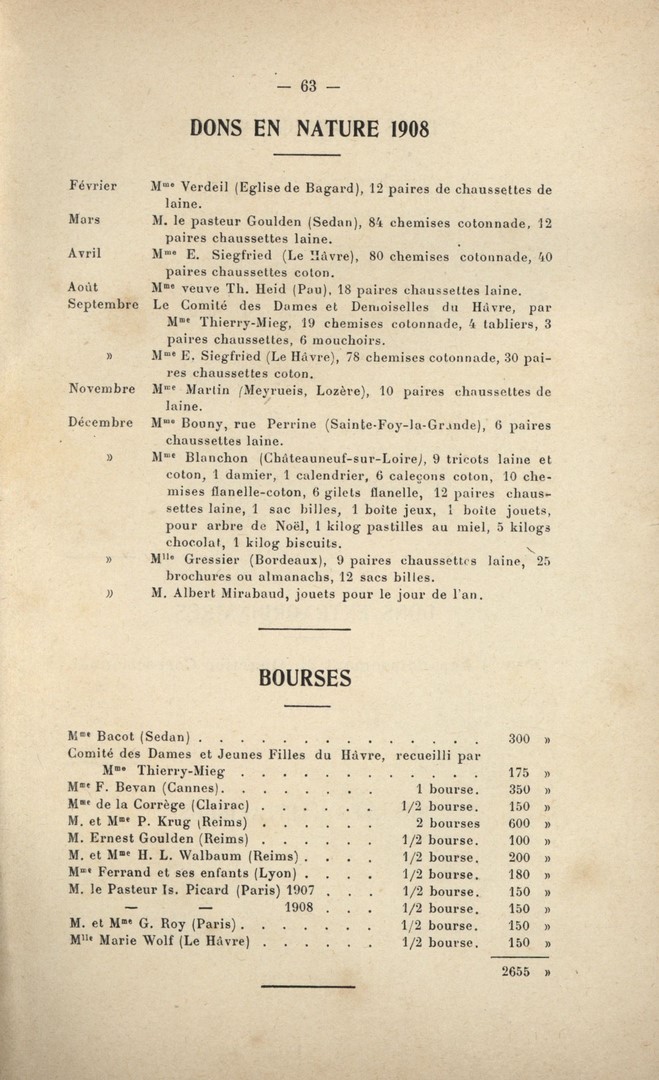 — 63 —
DONS EN NATURE 1908
Février Mme Verdeil (Eglise de Bagard), 12 paires de chaussettes de
laine.
Mars M. le pasteur Goulden (Sedan), 84 chemises cotonnade, 12
paires chaussettes laine.
Avril Mme E. Siegfried (Le Hâvre), 80 chemises cotonnade, 40
paires chaussettes coton.
Août Mme veuve Th. Heid (Pau), 18 paires chaussettes laine.
Septembre Le Comité des Dames et Demoiselles du Hâvre, par
Mme Thierry-Mieg, 19 chemises cotonnade, 4 tabliers, 3
paires chaussettes, 6 mouchoirs.
» Mme E. Siegfried (Le Hâvre), 78 chemises cotonnade, 30 pai-
res chaussettes coton.
Novembre Mme Martin (Meyrueis, Lozère), 10 paires chaussettes de
laine.
Décembre Mme Bouny, rue Perrine (Sainte-Foy-la-Grande), 6 paires
chaussettes laine.
» Mme Blanchon (Châteauneuf-sur-Loire), 9 tricots laine et
coton, 1 damier, 1 calendrier, 6 caleçons coton, 10 che-
mises flanelle-coton, 6 gilets flanelle, 12 paires chaus-
settes laine, 1 sac billes, 1 boîte jeux, 1 boîte jouets,
pour arbre de Noël, 1 kilog pastilles au miel, 5 kilogs
chocolat, 1 kilog biscuits.
» Mlle Gressier (Bordeaux), 9 paires chaussettes laine, 25
brochures ou almanachs, 12 sacs billes.
» M. Albert Mirabaud, jouets pour le jour de l'an.
BOURSES
Mme Bacot (Sedan) . . . . . . . . . . . . . . 300 »
Comité des Dames et Jeunes Filles du Hâvre, recueilli par
Mme Thierry-Mieg . . . . . . . . . . . . 175 »
Mme F. Bevan (Cannes). . . . . . . . 1 bourse. 350 »
Mme de la Corrège (Clairac) . . . . . . 1/2 bourse. 150 »
M. et Mme P. Krug (Reims) . . . . . . 2 bourses 600 »
M. Ernest Goulden (Reims) . . . . . . 1/2 bourse. 100 »
M. et Mme H. L. Walbaum (Reims) . . . . 1/2 bourse. 200 »
Mme Ferrand et ses enfants (Lyon) . . . . 1/2 bourse. 180 »
M. le Pasteur Is. Picard (Paris) 1907 . . . 1/2 bourse. 150 »
— — 1908 . . . 1/2 bourse. 150 »
M. et Mme G. Roy (Paris) . . . . . . . 1/2 bourse. 150 »
Mlle Marie Wolf (Le Hâvre) . . . . . . 1/2 bourse. 150 »
2655 »